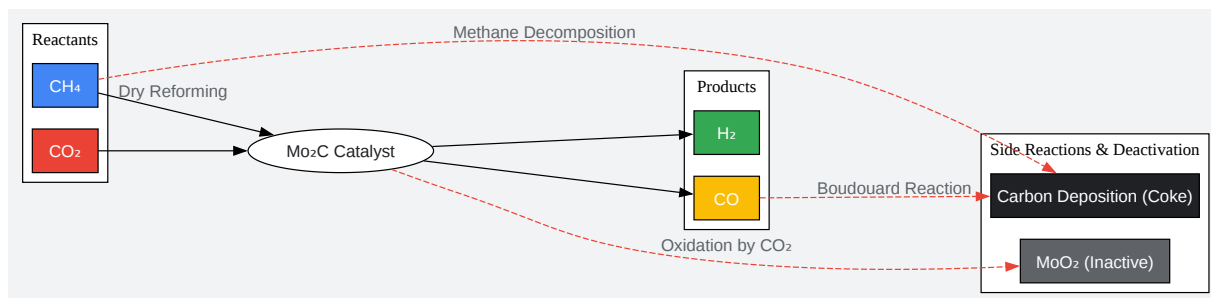 Reactants
CH₄
CO₂
Methane Decomposition
Dry Reforming
Mo₂C Catalyst
Products
H₂
CO
Boudouard Reaction
Oxidation by CO₂
Side Reactions & Deactivation
Carbon Deposition (Coke)
MoO₂ (Inactive)